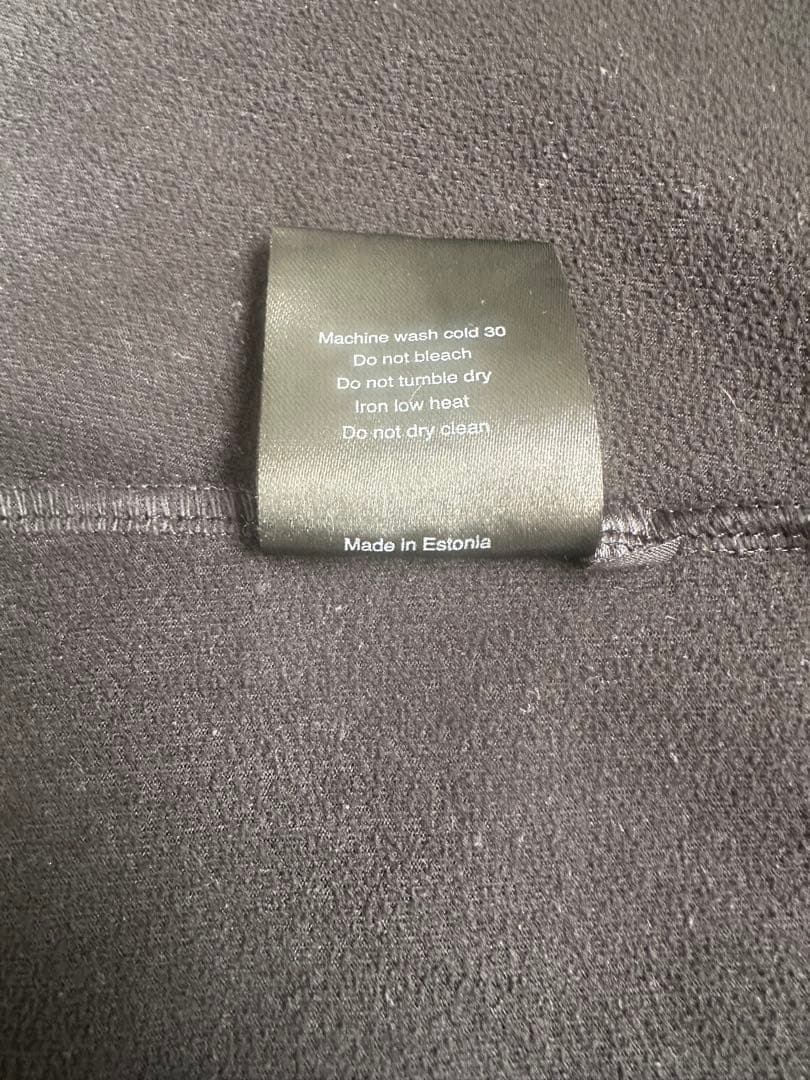 Machine wash cold 30
Do not bleach
Do not tumble dry
Iron low heat
Do not dry clean
Made in Estonia